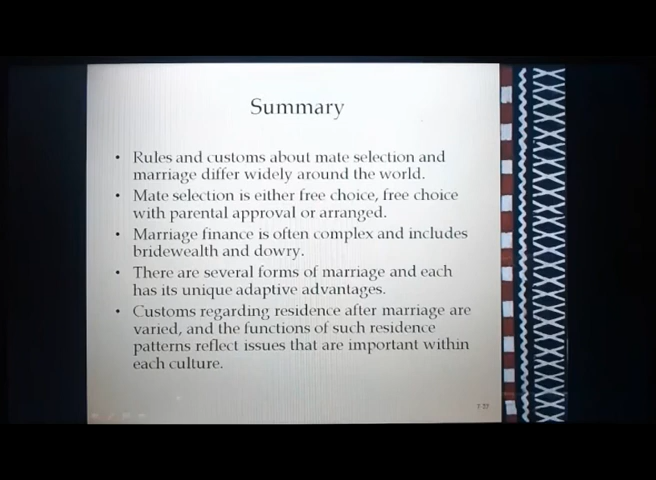 Summary
• Rules and customs about mate selection and
marriage differ widely around the world.
• Mate selection is either free choice, free choice
with parental approval or arranged.
• Marriage finance is often complex and includes
bridewealth and dowry.
• There are several forms of marriage and each
has its unique adaptive advantages.
• Customs regarding residence after marriage are
varied, and the functions of such residence
patterns reflect issues that are important within
each culture.